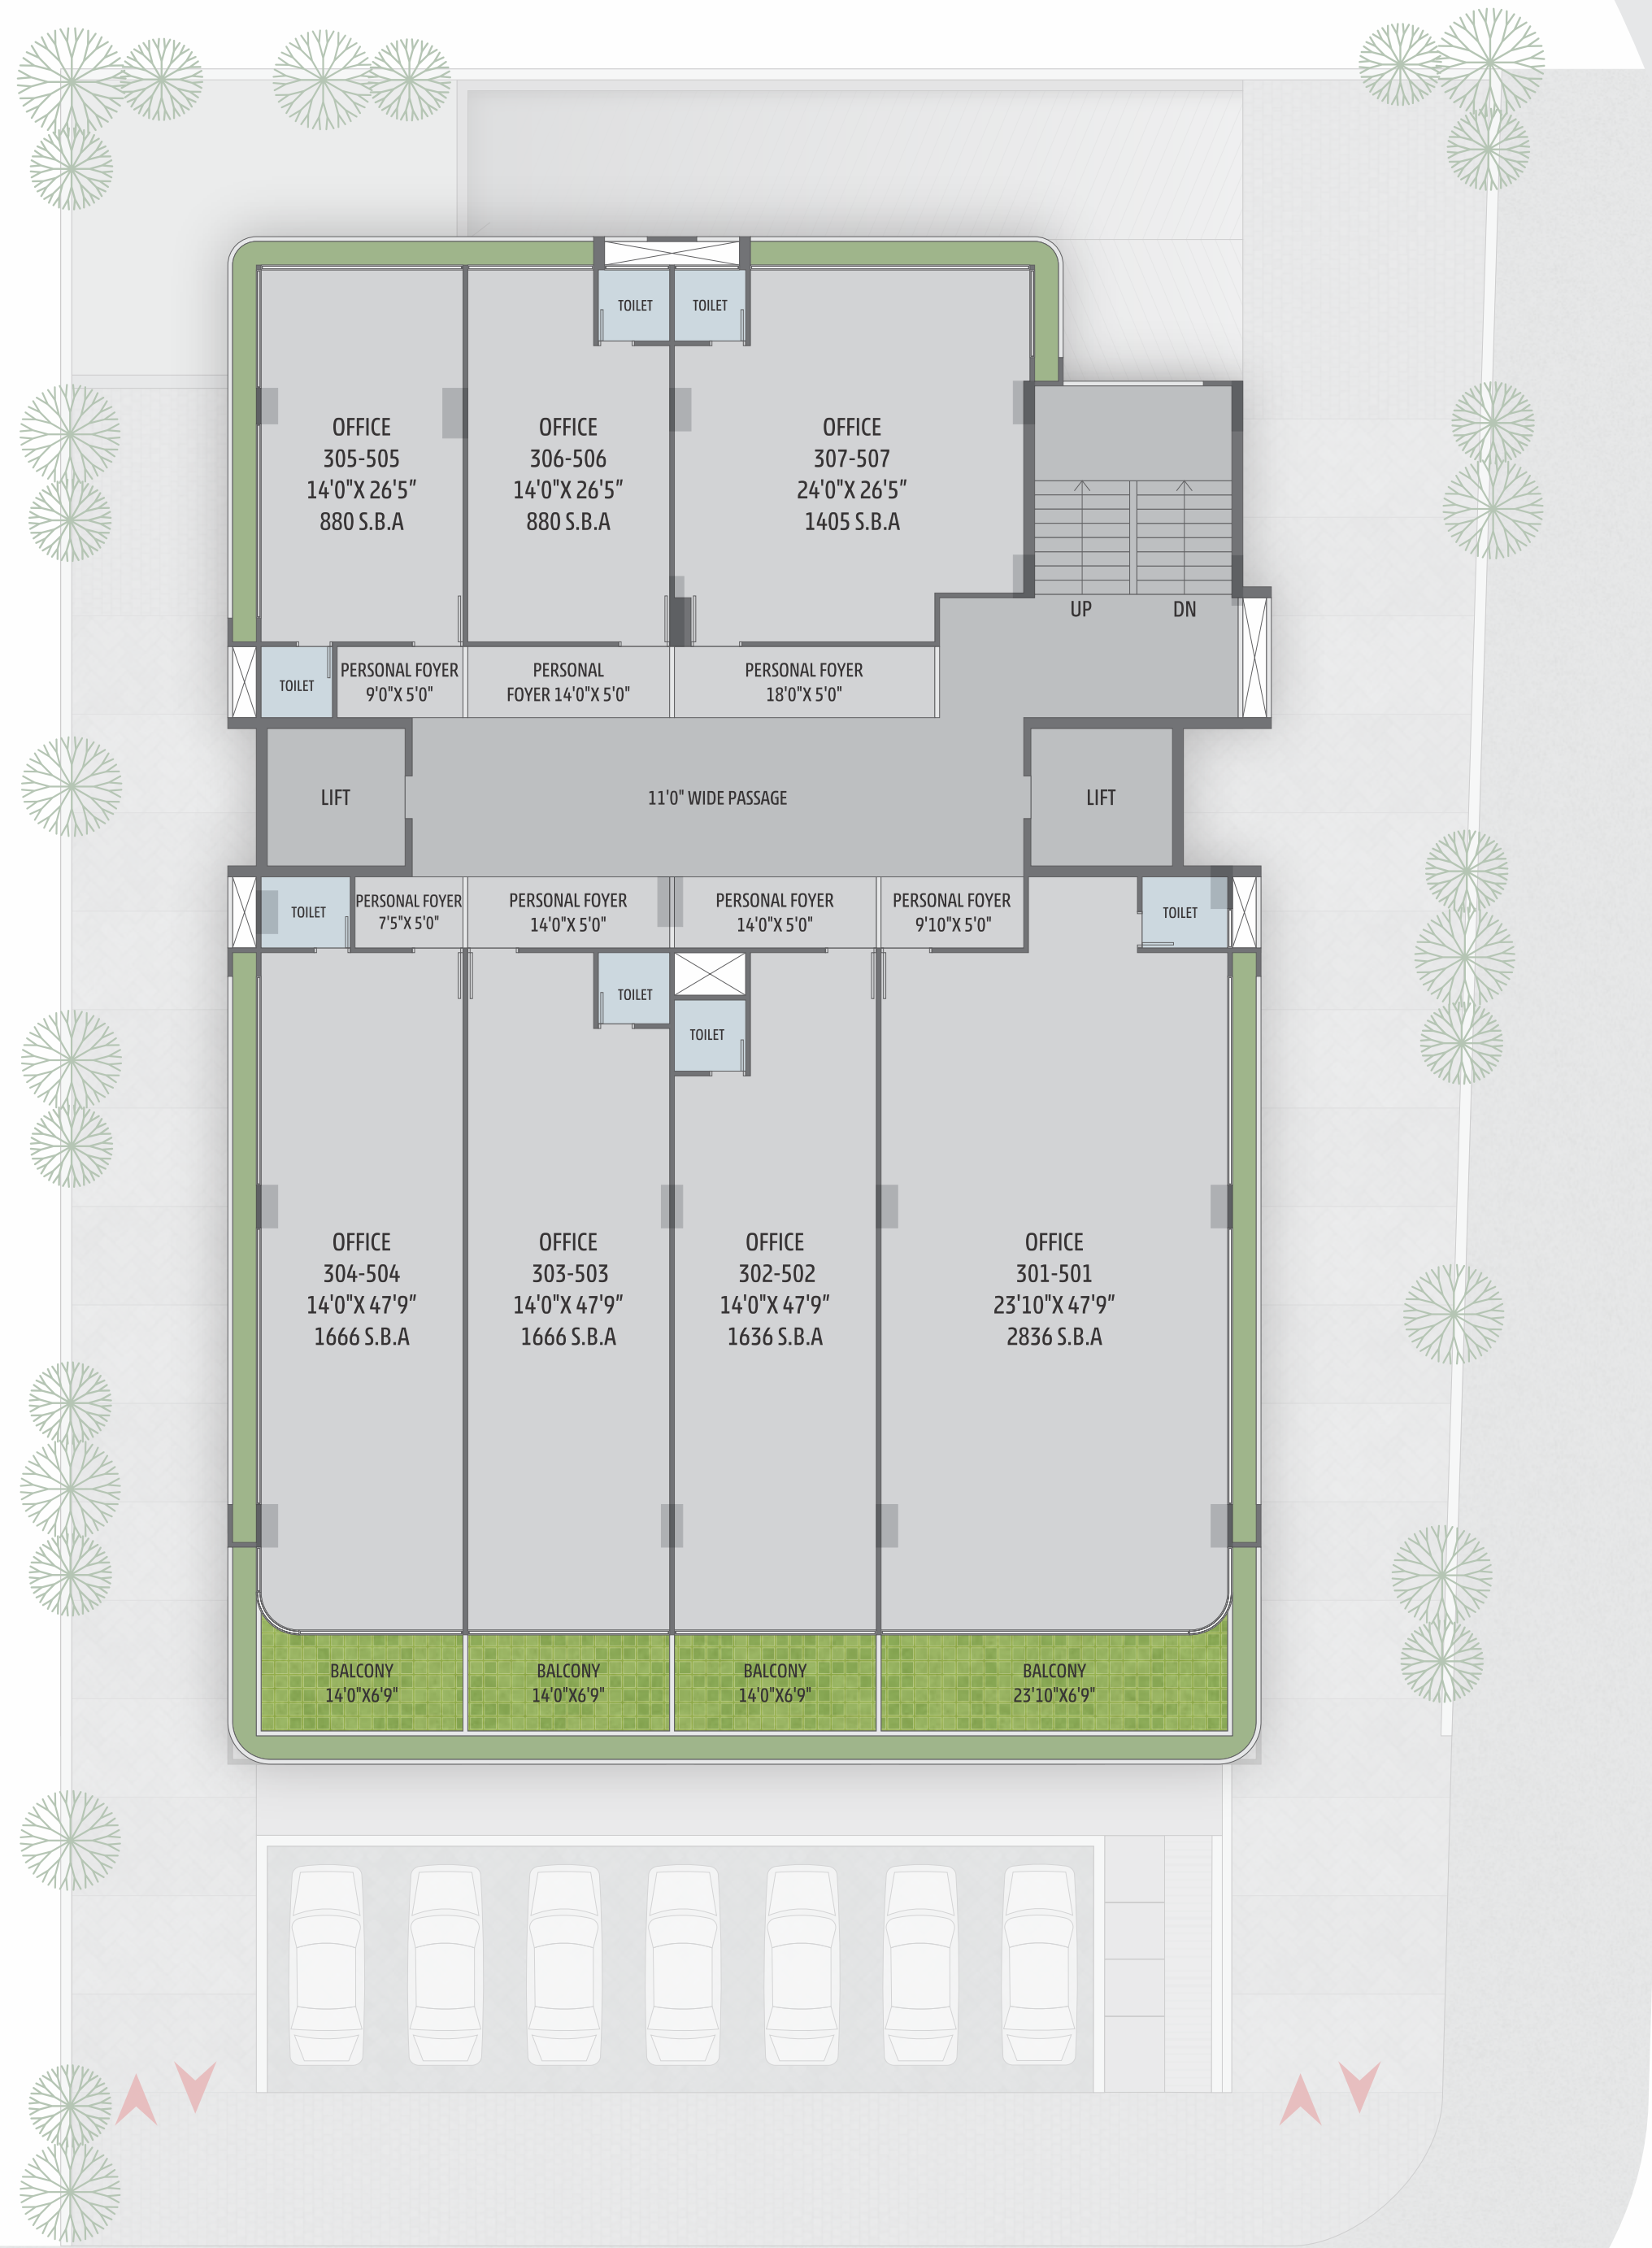 TOILET
TOILET
OFFICE
305-505
14'0"X 26'5”
880 S.B.A
OFFICE
306-506
14'0"X 26'5”
880 S.B.A
OFFICE
307-507
24'0"X 26'5”
1405 S.B.A
UP
DN
TOILET
PERSONAL FOYER
9'0"X 5'0"
PERSONAL
FOYER 14'0"X 5'0"
PERSONAL FOYER
18'0"X 5'0"
LIFT
11'0" WIDE PASSAGE
LIFT
TOILET
PERSONAL FOYER
7'5"X 5'0"
PERSONAL FOYER
14'0"X 5'0"
PERSONAL FOYER
14'0"X 5'0"
PERSONAL FOYER
9'10"X 5'0"
TOILET
TOILET
TOILET
OFFICE
304-504
14'0"X 47'9”
1666 S.B.A
OFFICE
303-503
14'0"X 47'9”
1666 S.B.A
OFFICE
302-502
14'0"X 47'9”
1636 S.B.A
OFFICE
301-501
23'10"X 47'9”
2836 S.B.A
BALCONY
14'0"X6'9"
BALCONY
14'0"X6'9"
BALCONY
14'0"X6'9"
BALCONY
23'10"X6'9"